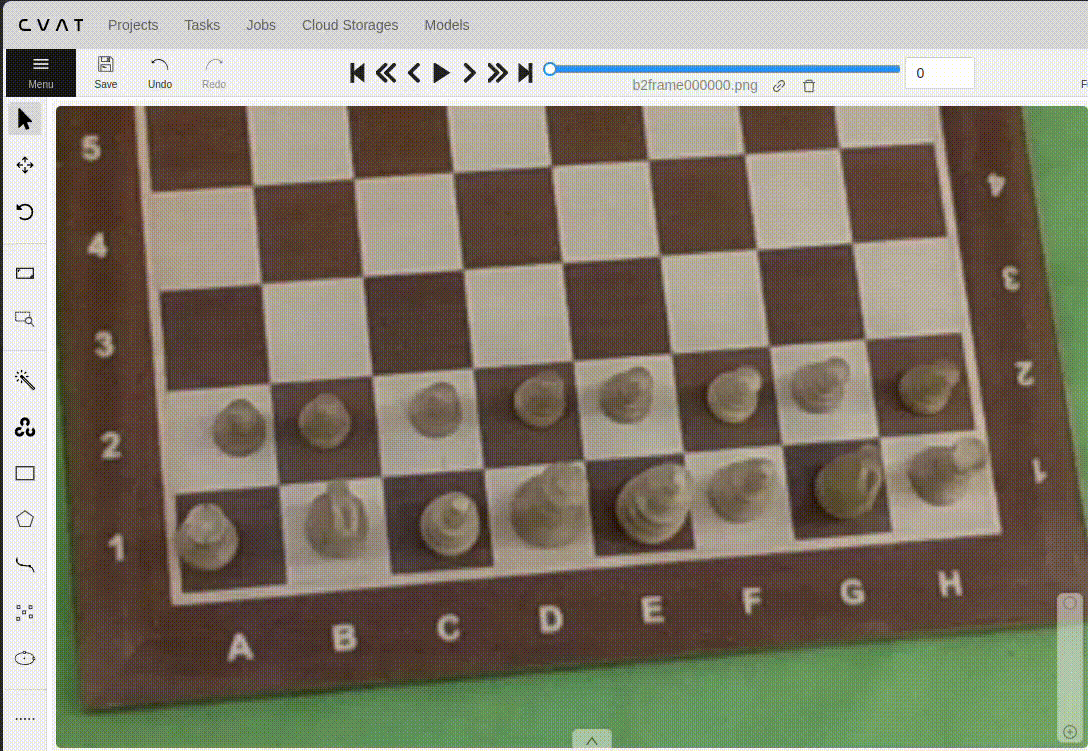 CVAT Projects Tasks Jobs Cloud Storages Models
Menu Save Undo Redo 0
b2frame000000.png
5
4
4
3
3
2
2
1
1
A B C D E F G H